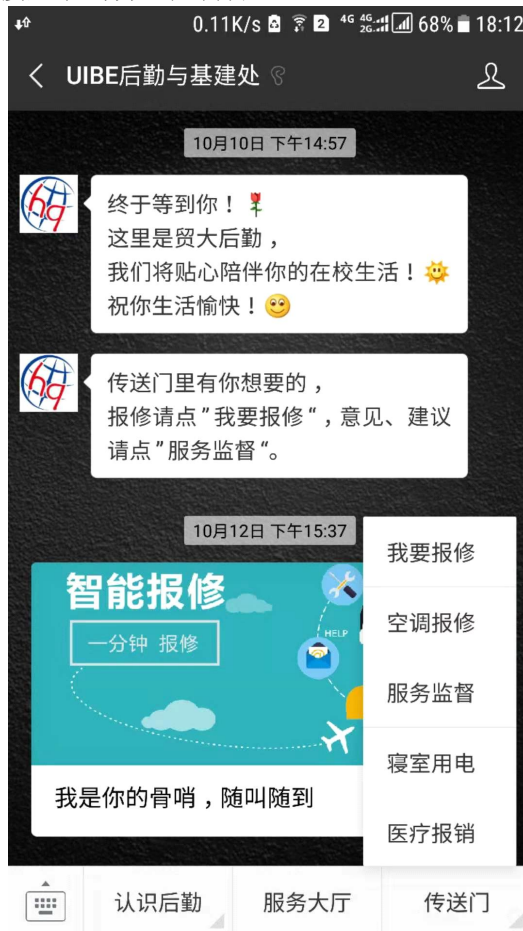 0.11K/s 2 4G 4G 2G 68% 18:12
UIBE后勤与基建处
10月10日 下午14:57
hq
终于等到你！
这里是贸大后勤，
我们将贴心陪伴你的在校生活！
祝你生活愉快！
hq
传送门里有你想要的，
报修请点”我要报修“，意见、建议
请点”服务监督“。
10月12日 下午15:37
智能报修
一分钟 报修
HELP
我是你的骨哨，随叫随到
我要报修
空调报修
服务监督
寝室用电
医疗报销
认识后勤 服务大厅 传送门